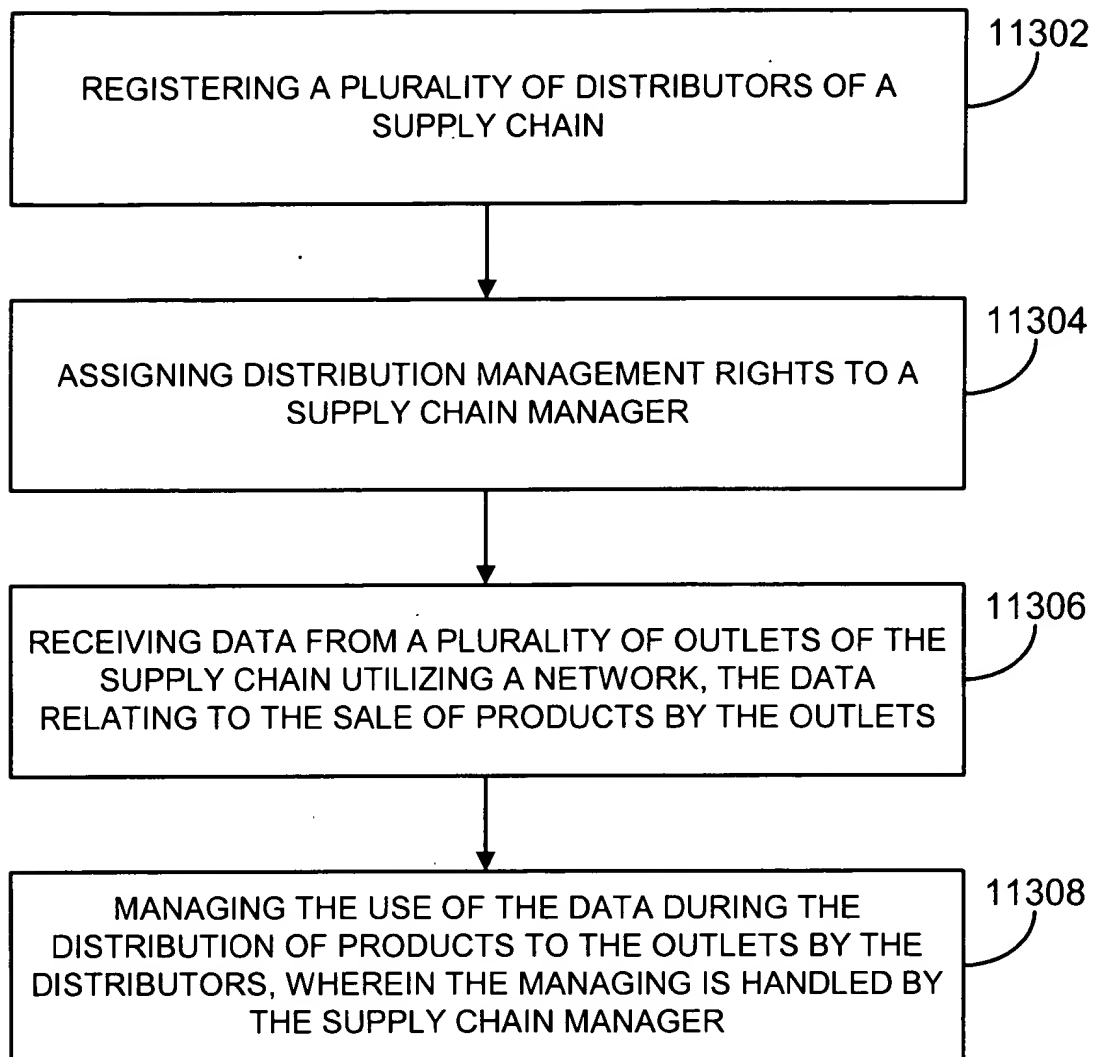 11302
REGISTERING A PLURALITY OF DISTRIBUTORS OF A
SUPPLY CHAIN
11304
ASSIGNING DISTRIBUTION MANAGEMENT RIGHTS TO A
SUPPLY CHAIN MANAGER
11306
RECEIVING DATA FROM A PLURALITY OF OUTLETS OF THE
SUPPLY CHAIN UTILIZING A NETWORK, THE DATA
RELATING TO THE SALE OF PRODUCTS BY THE OUTLETS
11308
MANAGING THE USE OF THE DATA DURING THE
DISTRIBUTION OF PRODUCTS TO THE OUTLETS BY THE
DISTRIBUTORS, WHEREIN THE MANAGING IS HANDLED BY
THE SUPPLY CHAIN MANAGER